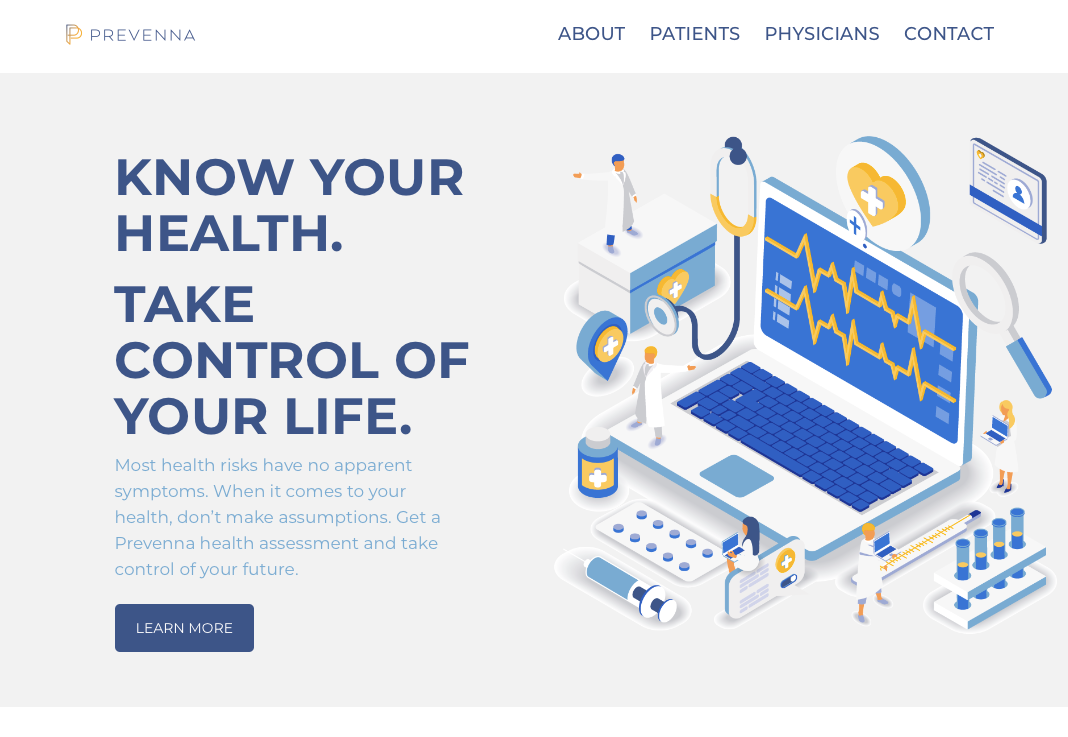 PREVENNA
ABOUT PATIENTS PHYSICIANS CONTACT
KNOW YOUR
HEALTH.
TAKE
CONTROL OF
YOUR LIFE.
Most health risks have no apparent
symptoms. When it comes to your
health, don’t make assumptions. Get a
Prevenna health assessment and take
control of your future.
LEARN MORE